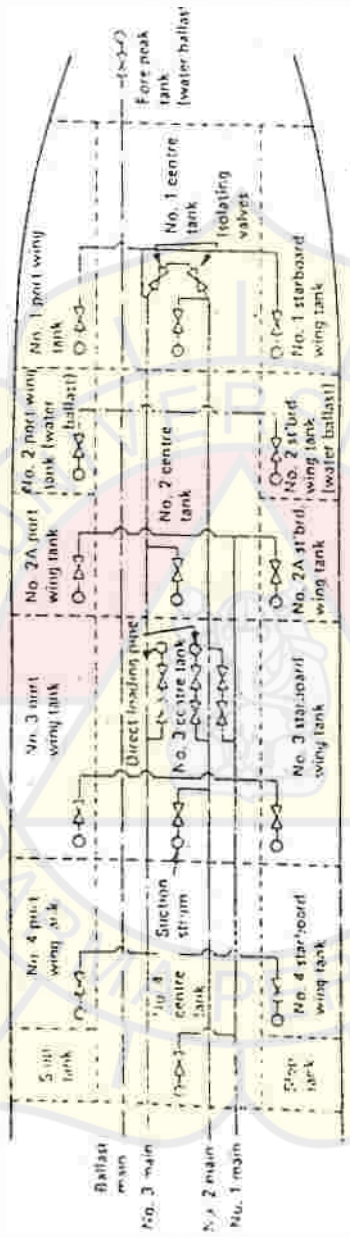 Fore peak
tank
(water ballast)
No. 1 port wing
tank
No. 1 centre
tank
Isolating
valves
No. 1 starboard
wing tank
No. 2 port wing
tank (water
ballast)
No. 2 centre
tank
No. 2 st'brd
wing tank
(water ballast)
No. 2A port
wing tank
No. 2A st'brd.
wing tank
No. 3 port
wing tank
Direct loading pipe
No. 3 centre tank
No. 3 starboard
wing tank
No. 4 port
wing tank
Suction
strum
No. 4
centre
tank
No. 4 starboard
wing tank
tank
Slop
tank
Ballast
main
No. 3 main
No. 2 main
No. 1 main